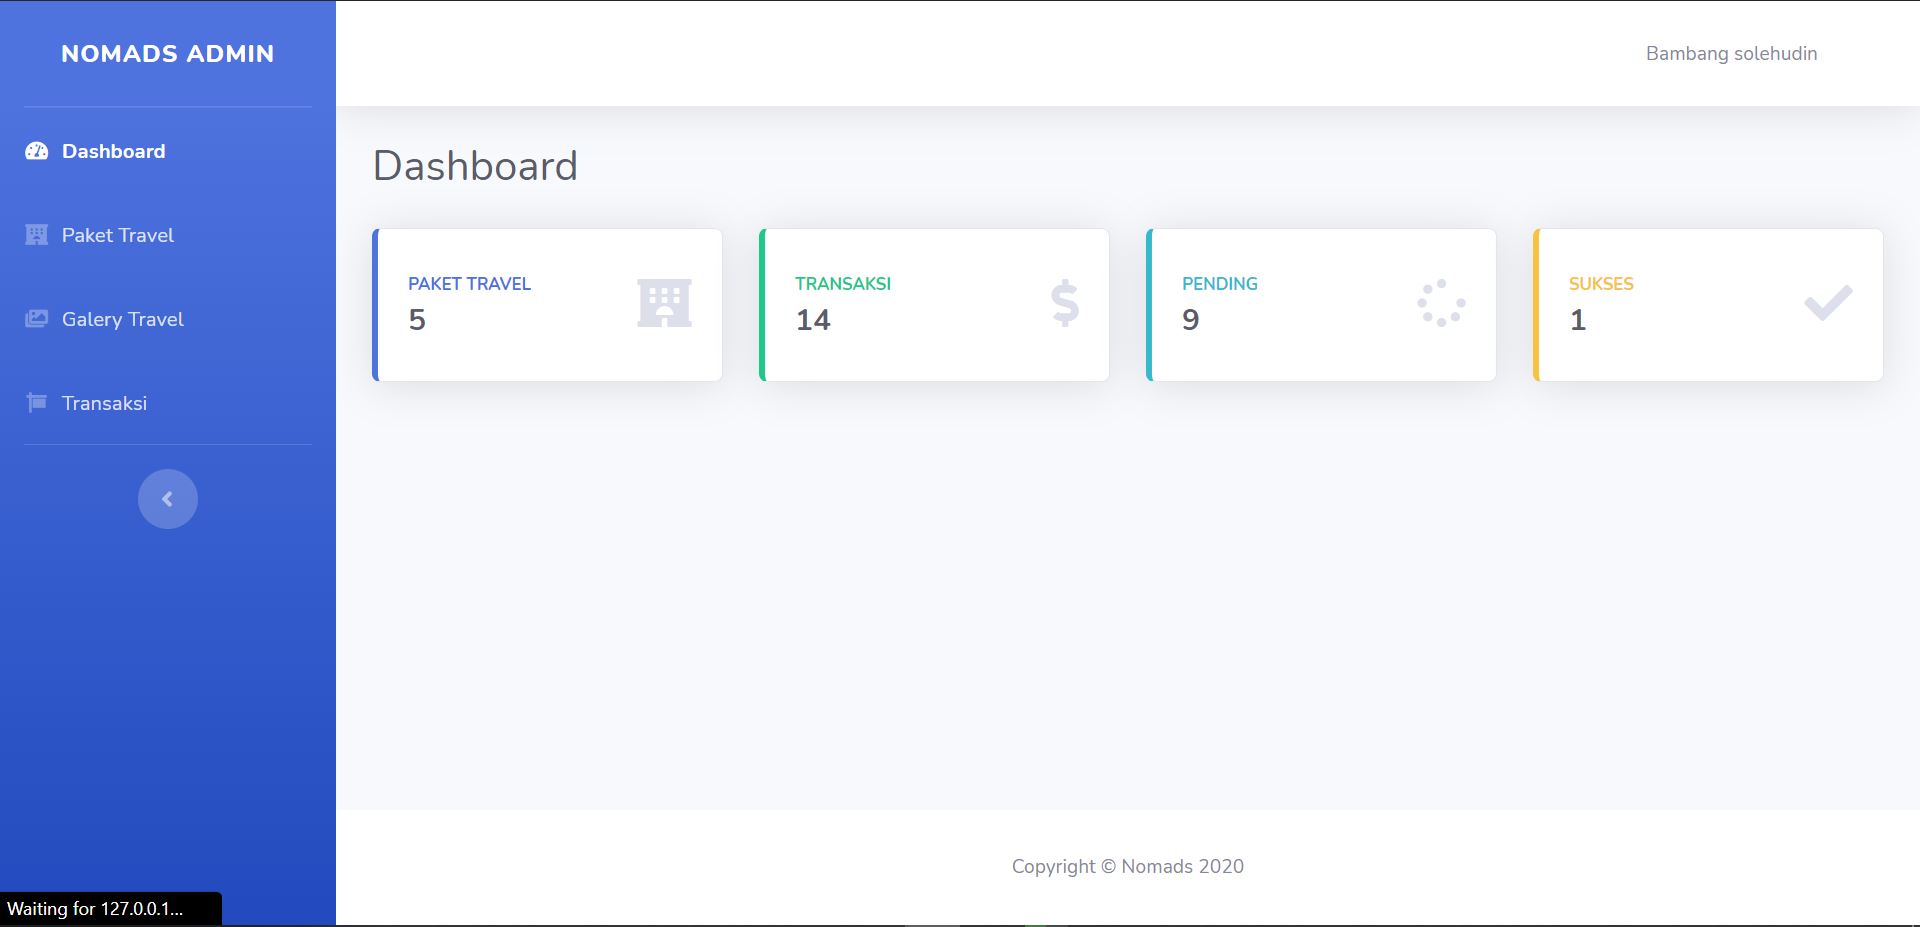 NOMADS ADMIN
Bambang solehudin
Dashboard
Paket Travel
Galery Travel
Transaksi
Dashboard
PAKET TRAVEL
5
TRANSAKSI
14
PENDING
9
SUKSES
1
Copyright © Nomads 2020
Waiting for 127.0.0.1...